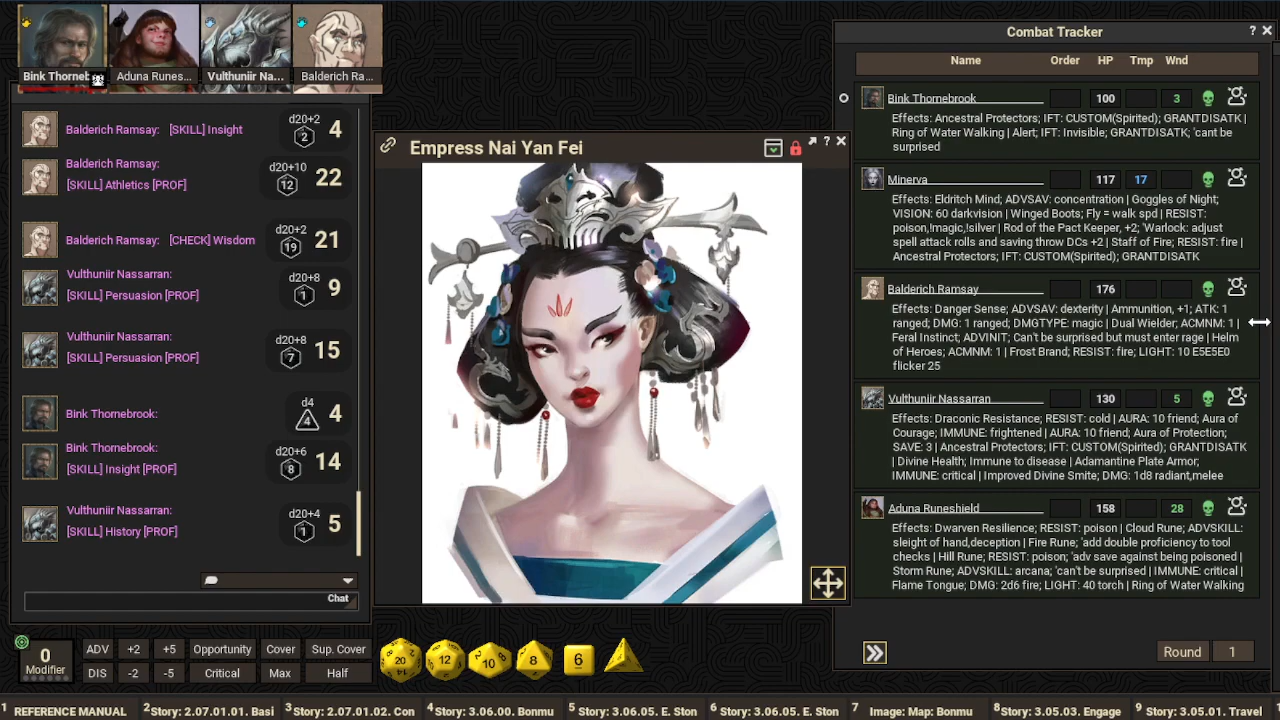 Bink Thorneb
Aduna Runes...
Vulthuniir Na...
Balderich Ra...
Balderich Ramsay: [SKILL] Insight
d20+2
2
4
Balderich Ramsay:
[SKILL] Athletics [PROF]
d20+10
12
22
Balderich Ramsay: [CHECK] Wisdom
d20+2
19
21
Vulthuniir Nassarran:
[SKILL] Persuasion [PROF]
d20+8
1
9
Vulthuniir Nassarran:
[SKILL] Persuasion [PROF]
d20+8
7
15
Bink Thornebrook:
d4
4
4
Bink Thornebrook:
[SKILL] Insight [PROF]
d20+6
8
14
Vulthuniir Nassarran:
[SKILL] History [PROF]
d20+4
1
5
Chat
Empress Nai Yan Fei
?
Combat Tracker
?
Name Order HP Tmp Wnd
Bink Thornebrook 100 3
Effects: Ancestral Protectors; IFT: CUSTOM(Spirited); GRANTDISATK |
Ring of Water Walking | Alert; IFT: Invisible; GRANTDISATK; 'cant be
surprised
Minerva 117 17
Effects: Eldritch Mind; ADVSAV: concentration | Goggles of Night;
VISION: 60 darkvision | Winged Boots; Fly = walk spd | RESIST:
poison,!magic,!silver | Rod of the Pact Keeper, +2; 'Warlock: adjust
spell attack rolls and saving throw DCs +2 | Staff of Fire; RESIST: fire |
Ancestral Protectors; IFT: CUSTOM(Spirited); GRANTDISATK
Balderich Ramsay 176
Effects: Danger Sense; ADVSAV: dexterity | Ammunition, +1; ATK: 1
ranged; DMG: 1 ranged; DMGTYPE: magic | Dual Wielder; ACMNM: 1 |
Feral Instinct; ADVINIT; Can't be surprised but must enter rage | Helm
of Heroes; ACMNM: 1 | Frost Brand; RESIST: fire; LIGHT: 10 E5E5E0
flicker 25
Vulthuniir Nassarran 130 5
Effects: Draconic Resistance; RESIST: cold | AURA: 10 friend; Aura of
Courage; IMMUNE: frightened | AURA: 10 friend; Aura of Protection;
SAVE: 3 | Ancestral Protectors; IFT: CUSTOM(Spirited); GRANTDISATK
| Divine Health; Immune to disease | Adamantine Plate Armor,
IMMUNE: critical | Improved Divine Smite; DMG: 1d8 radiant,melee
Aduna Runeshield 158 28
Effects: Dwarven Resilience; RESIST: poison | Cloud Rune; ADVSKILL:
sleight of hand,deception | Fire Rune; 'add double proficiency to tool
checks | Hill Rune; RESIST: poison; 'adv save against being poisoned |
Storm Rune; ADVSKILL: arcana; 'can't be surprised | IMMUNE: critical |
Flame Tongue; DMG: 2d6 fire; LIGHT: 40 torch | Ring of Water Walking
Round 1
0
Modifier
ADV +2 +5 Opportunity Cover Sup. Cover
DIS -2 -5 Critical Max Half
20 12 10 8 6
1 REFERENCE MANUAL
2 Story: 2.07.01.01. Basi
3 Story: 2.07.01.02. Con
4 Story: 3.06.00. Bonmu
5 Story: 3.06.05. E. Ston
6 Story: 3.06.05. E. Ston
7 Image: Map: Bonmu
8 Story: 3.05.03. Engage
9 Story: 3.05.01. Travel